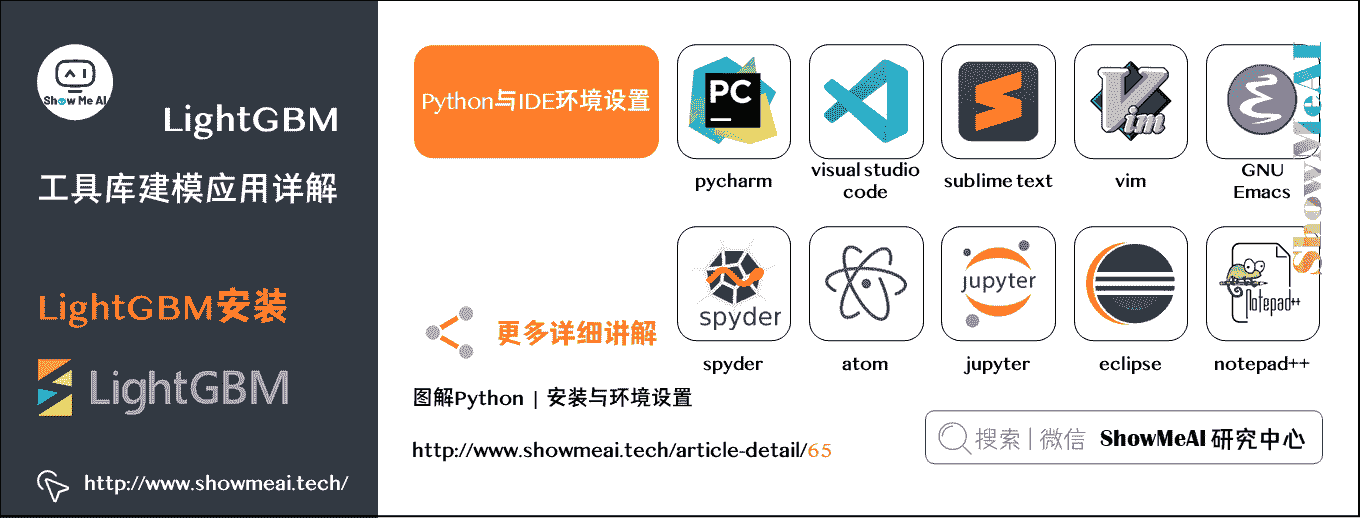 Show Me AI
LightGBM
工具库建模应用详解
LightGBM安装
LightGBM
http://www.showmeai.tech/
Python与IDE环境设置
PC
pycharm
visual studio
code
sublime text
Vim
vim
GNU
Emacs
ShowMeAI
spyder
spyder
atom
jupyter
jupyter
eclipse
Notepad++
notepad++
更多详细讲解
图解Python | 安装与环境设置
http://www.showmeai.tech/article-detail/65
搜索 | 微信 ShowMeAI 研究中心